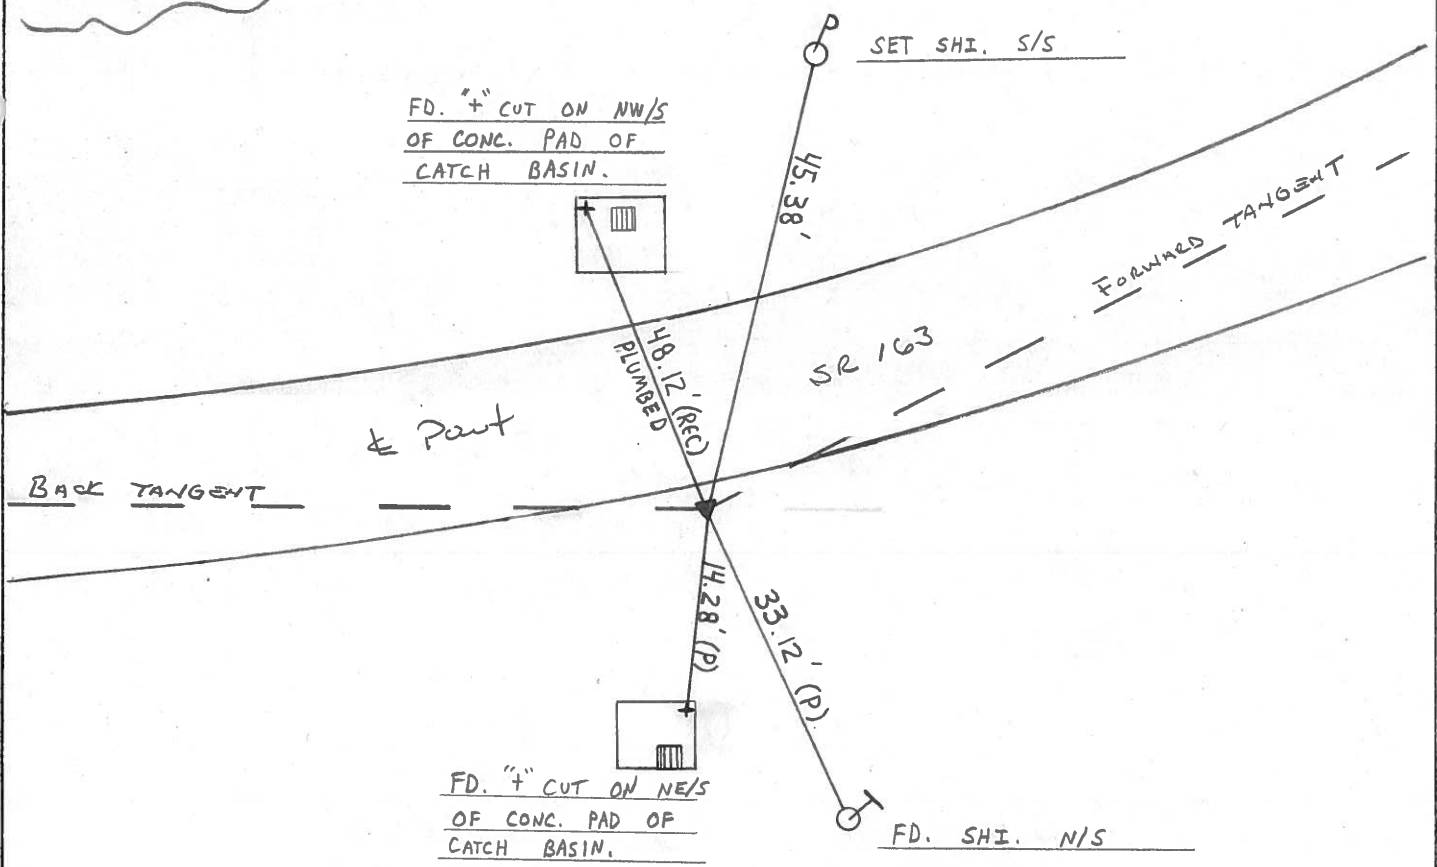 SET SHI. S/S
FD. "+" CUT ON NW/S
OF CONC. PAD OF
CATCH BASIN.
45.38'
FORWARD TANGENT
48.12' (REC)
PLUMBED
SR 163
℄ Pavt
BACK TANGENT
14.28' (P)
33.12' (P)
FD. "+" CUT ON NE/S
OF CONC. PAD OF
CATCH BASIN.
FD. SHI. N/S